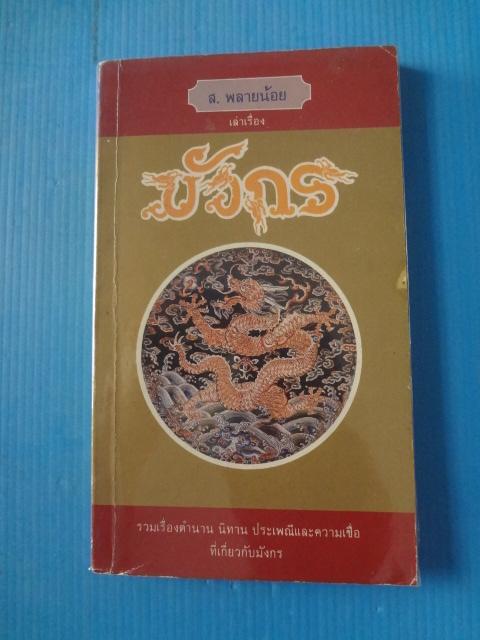 ส. พลายน้อย
เล่าเรื่อง
มังกร
รวมเรื่องตำนาน นิทาน ประเพณีและความเชื่อ
ที่เกี่ยวกับมังกร